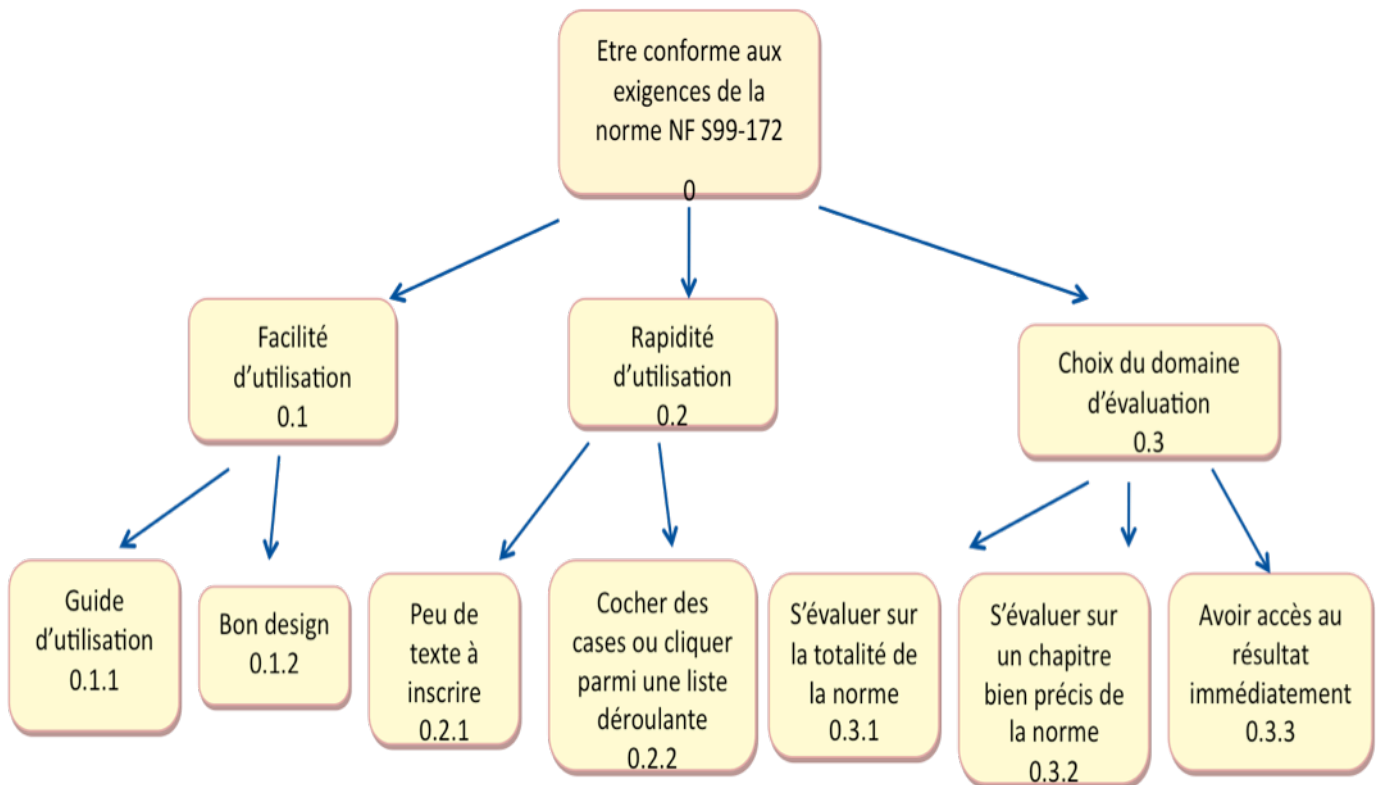 Etre conforme aux
exigences de la
norme NF S99-172
0
Facilité
d'utilisation
0.1
Rapidité
d'utilisation
0.2
Choix du domaine
d'évaluation
0.3
Guide
d'utilisation
0.1.1
Bon design
0.1.2
Peu de
texte à
inscrire
0.2.1
Cocher des
cases ou cliquer
parmi une liste
déroulante
0.2.2
S'évaluer sur
la totalité de
la norme
0.3.1
S'évaluer sur
un chapitre
bien précis de
la norme
0.3.2
Avoir accès au
résultat
immédiatement
0.3.3